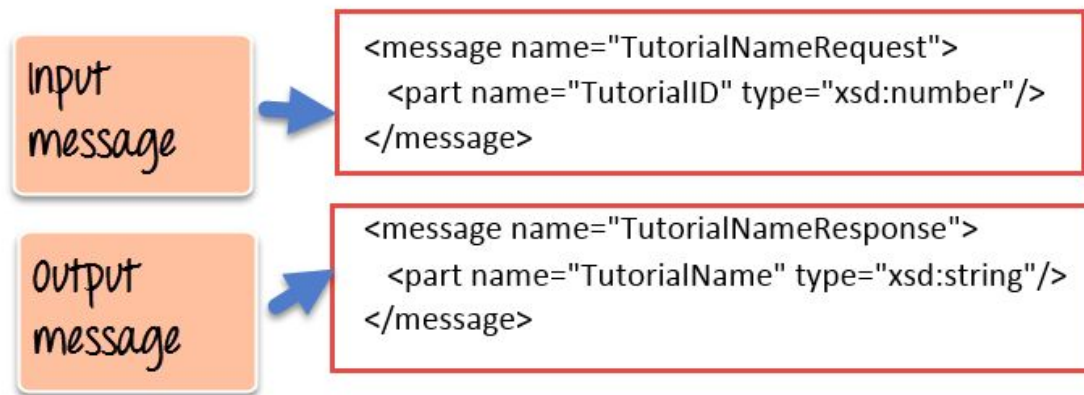 Input
message
<message name="TutorialNameRequest">
<part name="TutorialID" type="xsd:number"/>
</message>
Output
message
<message name="TutorialNameResponse">
<part name="TutorialName" type="xsd:string"/>
</message>